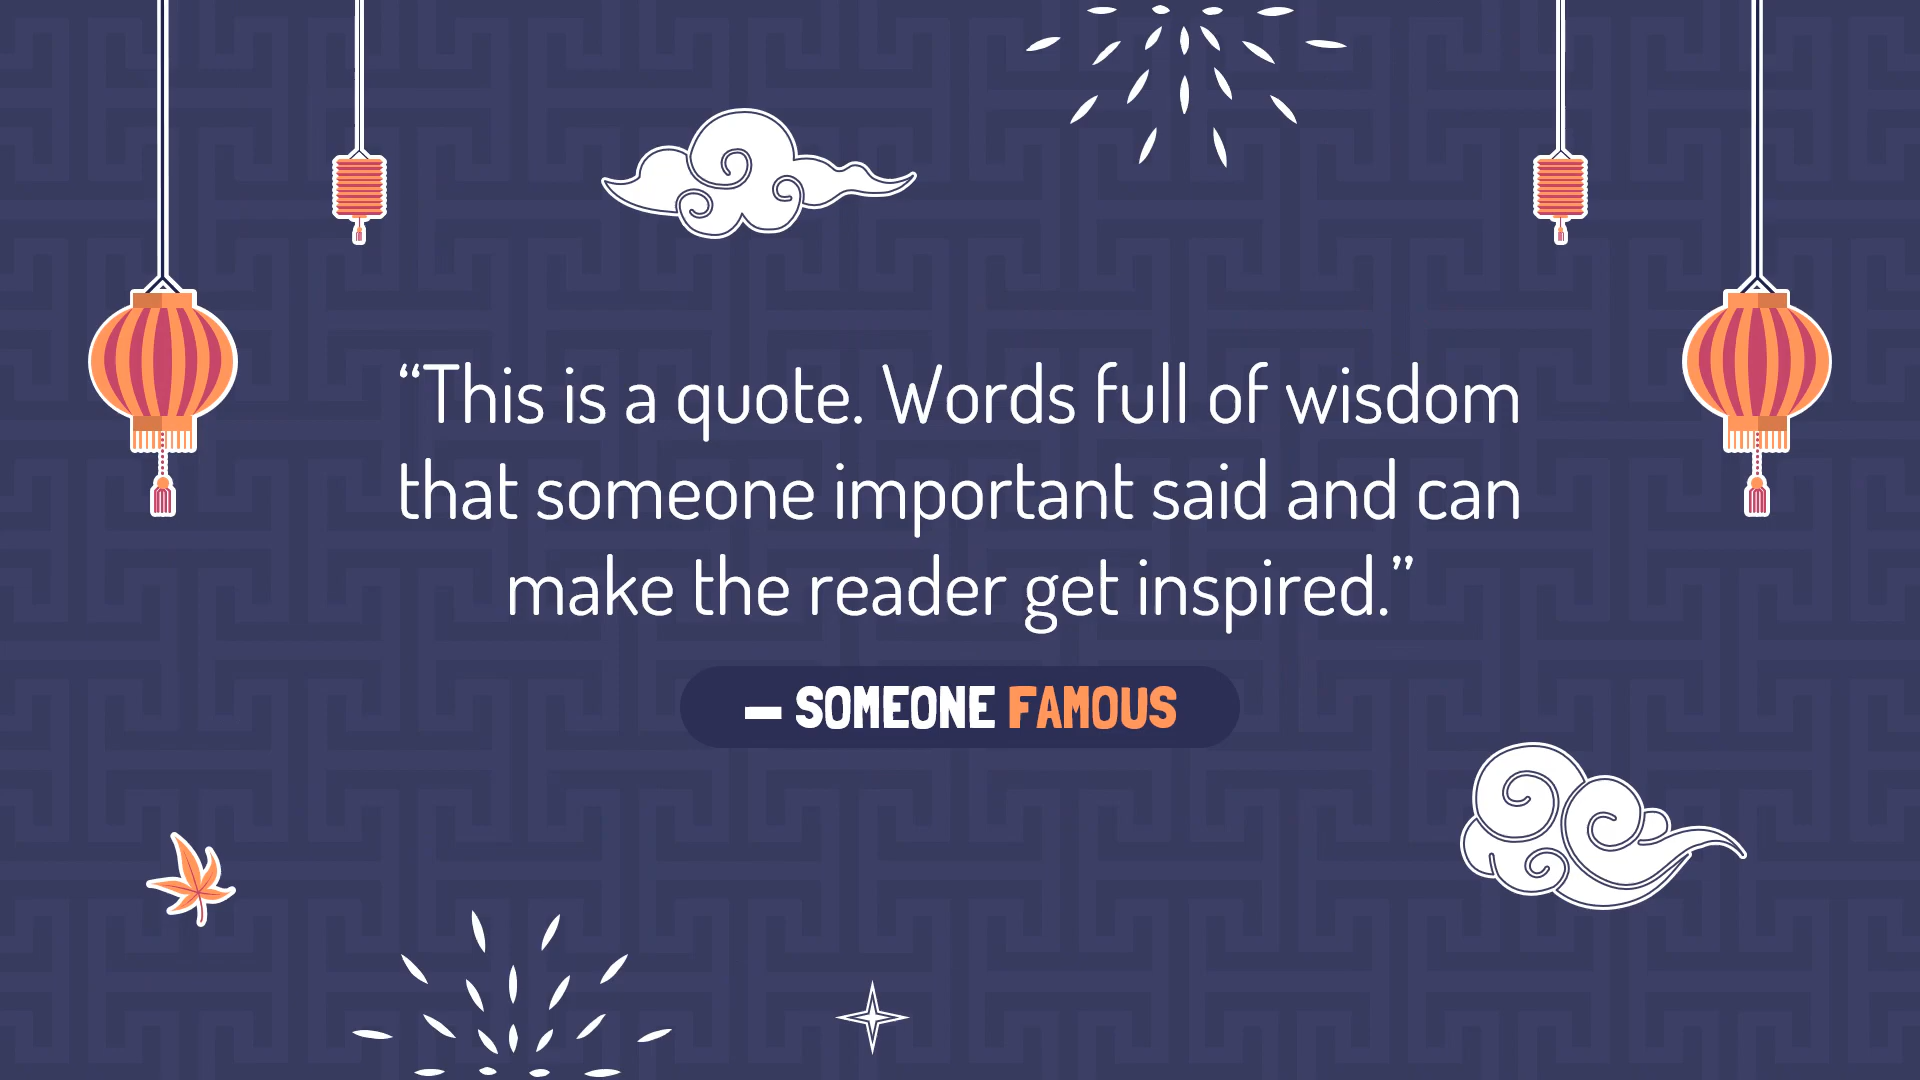 “This is a quote. Words full of wisdom
that someone important said and can
make the reader get inspired.”
— SOMEONE FAMOUS